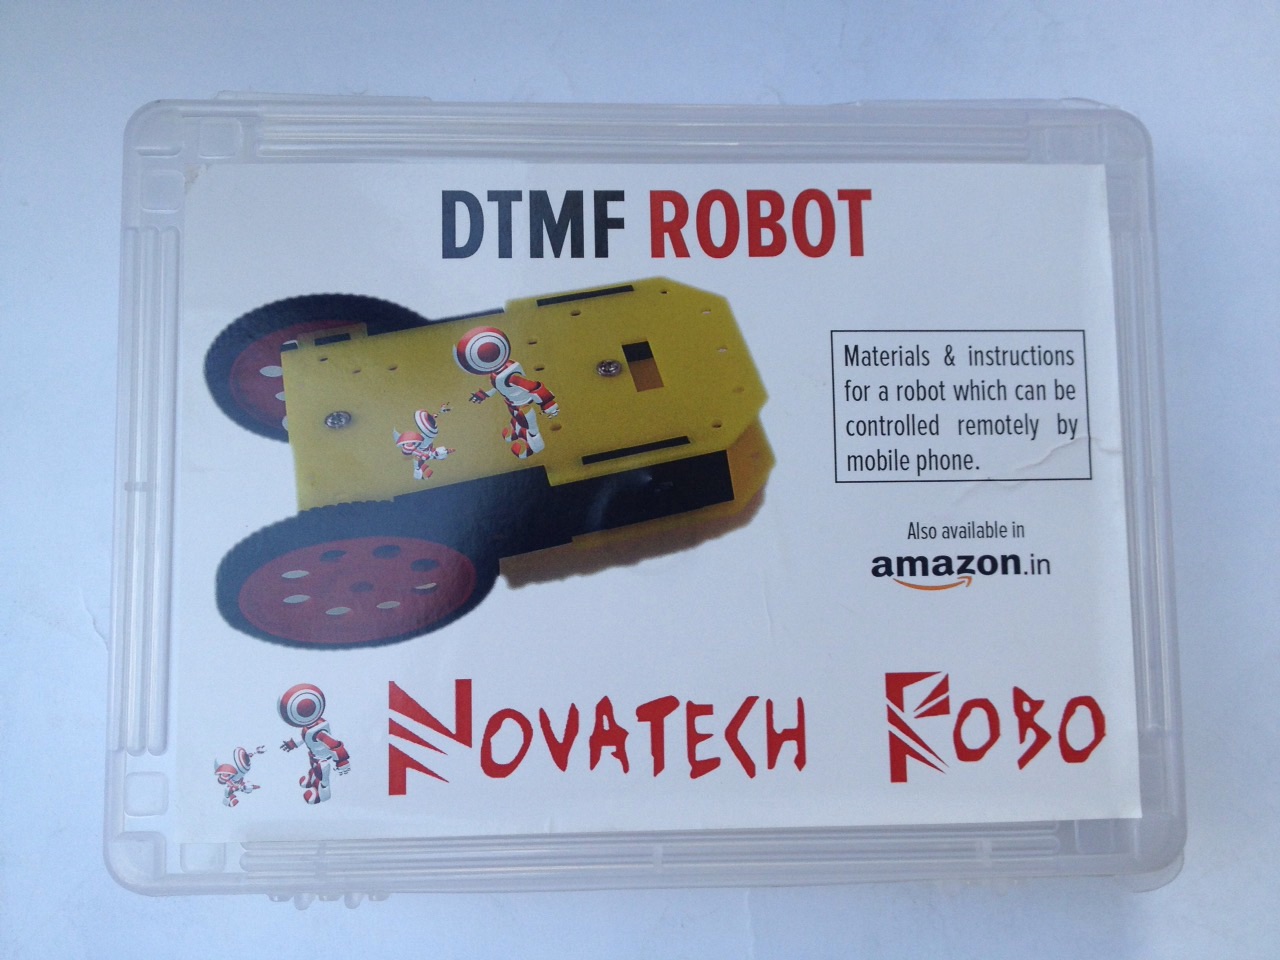 DTMF ROBOT
Materials & instructions
for a robot which can be
controlled remotely by
mobile phone.
Also available in
amazon.in
NOVATECH ROBO